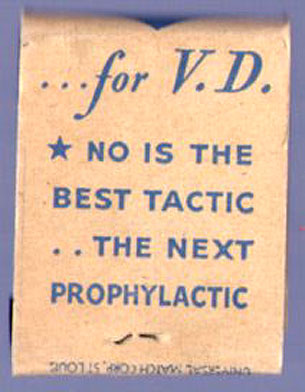 ...for V.D.
★ NO IS THE
BEST TACTIC
..THE NEXT
PROPHYLACTIC
UNIVERSAL MATCH CORP., ST. LOUIS